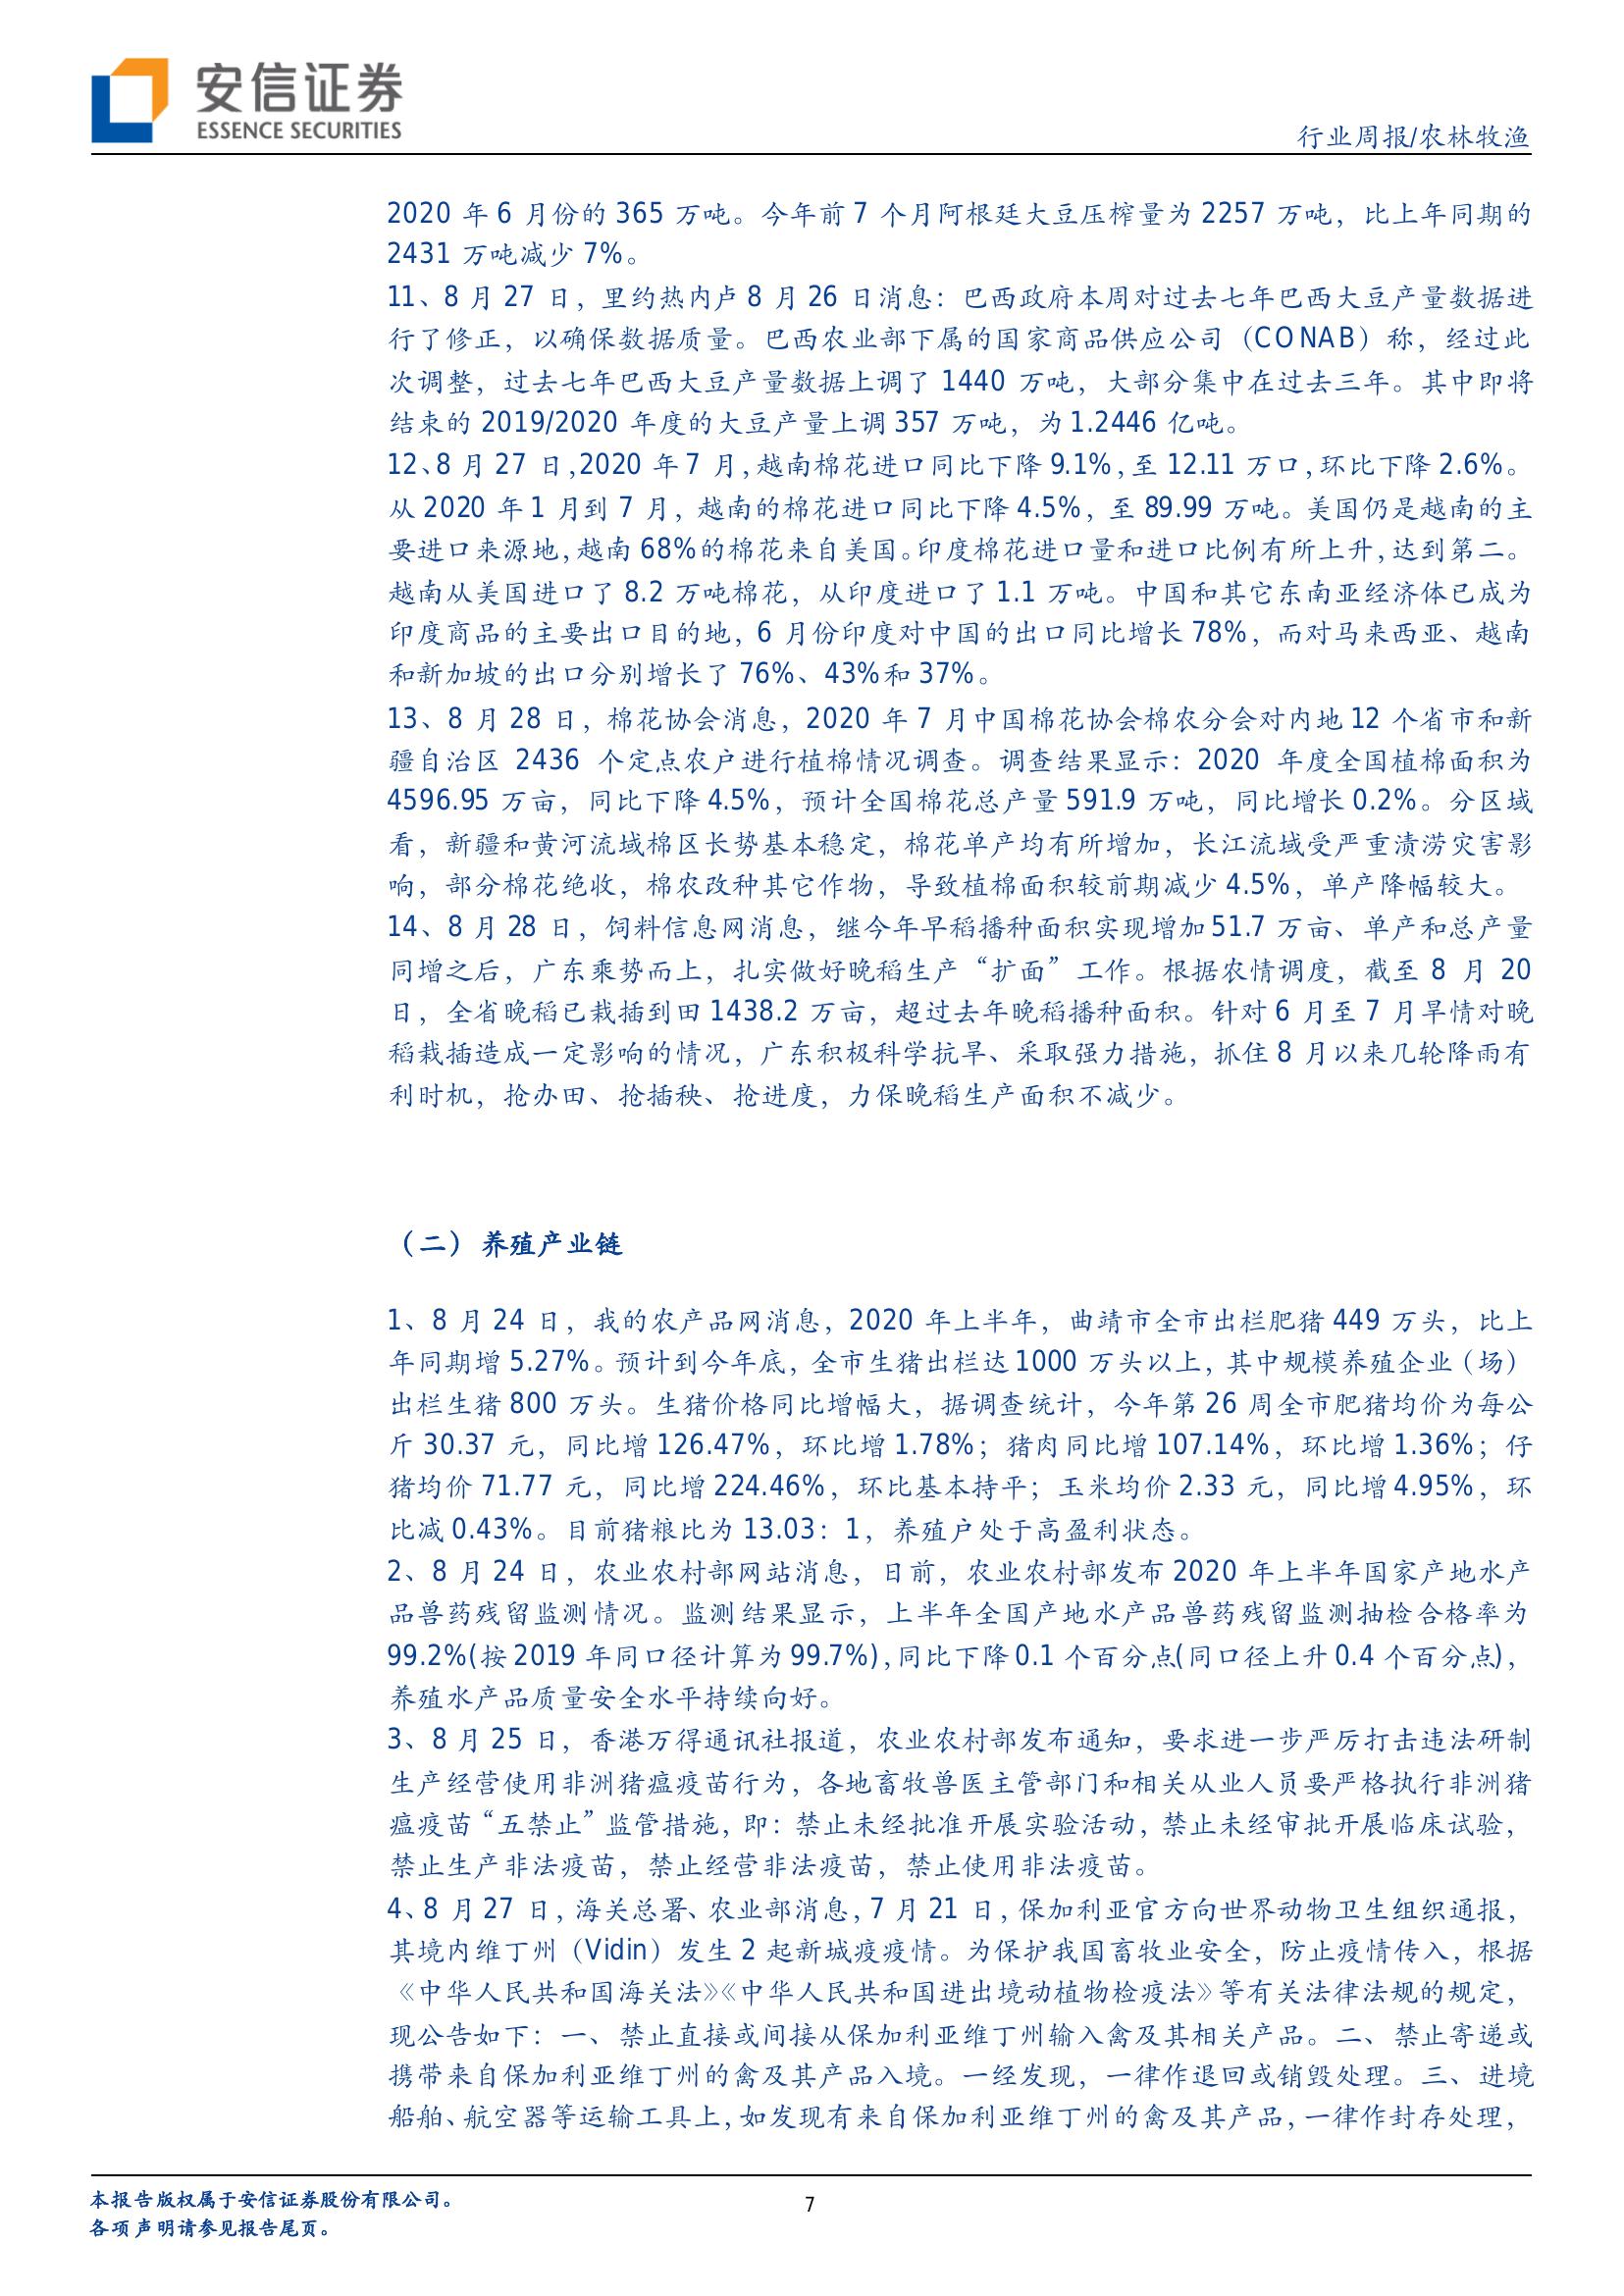 安信证券
ESSENCE SECURITIES
行业周报/农林牧渔
2020 年 6 月份的 365 万吨。今年前 7 个月阿根廷大豆压榨量为 2257 万吨，比上年同期的
2431 万吨减少 7%。
11、8 月 27 日，里约热内卢 8 月 26 日消息：巴西政府本周对过去七年巴西大豆产量数据进
行了修正，以确保数据质量。巴西农业部下属的国家商品供应公司（CONAB）称，经过此
次调整，过去七年巴西大豆产量数据上调了 1440 万吨，大部分集中在过去三年。其中即将
结束的 2019/2020 年度的大豆产量上调 357 万吨，为 1.2446 亿吨。
12、8 月 27 日，2020 年 7 月，越南棉花进口同比下降 9.1%，至 12.11 万口，环比下降 2.6%。
从 2020 年 1 月到 7 月，越南的棉花进口同比下降 4.5%，至 89.99 万吨。美国仍是越南的主
要进口来源地，越南 68%的棉花来自美国。印度棉花进口量和进口比例有所上升，达到第二。
越南从美国进口了 8.2 万吨棉花，从印度进口了 1.1 万吨。中国和其它东南亚经济体已成为
印度商品的主要出口目的地，6 月份印度对中国的出口同比增长 78%，而对马来西亚、越南
和新加坡的出口分别增长了 76%、43%和 37%。
13、8 月 28 日，棉花协会消息，2020 年 7 月中国棉花协会棉农分会对内地 12 个省市和新
疆自治区 2436 个定点农户进行植棉情况调查。调查结果显示：2020 年度全国植棉面积为
4596.95 万亩，同比下降 4.5%，预计全国棉花总产量 591.9 万吨，同比增长 0.2%。分区域
看，新疆和黄河流域棉区长势基本稳定，棉花单产均有所增加，长江流域受严重渍涝灾害影
响，部分棉花绝收，棉农改种其它作物，导致植棉面积较前期减少 4.5%，单产降幅较大。
14、8 月 28 日，饲料信息网消息，继今年早稻播种面积实现增加 51.7 万亩、单产和总产量
同增之后，广东乘势而上，扎实做好晚稻生产“扩面”工作。根据农情调度，截至 8 月 20
日，全省晚稻已栽插到田 1438.2 万亩，超过去年晚稻播种面积。针对 6 月至 7 月旱情对晚
稻栽插造成一定影响的情况，广东积极科学抗旱、采取强力措施，抓住 8 月以来几轮降雨有
利时机，抢办田、抢插秧、抢进度，力保晚稻生产面积不减少。
（二） 养殖产业链
1、8 月 24 日，我的农产品网消息，2020 年上半年，曲靖市全市出栏肥猪 449 万头，比上
年同期增 5.27%。预计到今年底，全市生猪出栏达 1000 万头以上，其中规模养殖企业（场）
出栏生猪 800 万头。生猪价格同比增幅大，据调查统计，今年第 26 周全市肥猪均价为每公
斤 30.37 元，同比增 126.47%，环比增 1.78%；猪肉同比增 107.14%，环比增 1.36%；仔
猪均价 71.77 元，同比增 224.46%，环比基本持平；玉米均价 2.33 元，同比增 4.95%，环
比减 0.43%。目前猪粮比为 13.03：1，养殖户处于高盈利状态。
2、8 月 24 日，农业农村部网站消息，日前，农业农村部发布 2020 年上半年国家产地水产
品兽药残留监测情况。监测结果显示，上半年全国产地水产品兽药残留监测抽检合格率为
99.2%(按 2019 年同口径计算为 99.7%)，同比下降 0.1 个百分点(同口径上升 0.4 个百分点)，
养殖水产品质量安全水平持续向好。
3、8 月 25 日，香港万得通讯社报道，农业农村部发布通知，要求进一步严厉打击违法研制
生产经营使用非洲猪瘟疫苗行为，各地畜牧兽医主管部门和相关从业人员要严格执行非洲猪
瘟疫苗“五禁止”监管措施，即：禁止未经批准开展实验活动，禁止未经审批开展临床试验，
禁止生产非法疫苗，禁止经营非法疫苗，禁止使用非法疫苗。
4、8 月 27 日，海关总署、农业部消息，7 月 21 日，保加利亚官方向世界动物卫生组织通报，
其境内维丁州（Vidin）发生 2 起新城疫疫情。为保护我国畜牧业安全，防止疫情传入，根据
《中华人民共和国海关法》《中华人民共和国进出境动植物检疫法》等有关法律法规的规定，
现公告如下：一、禁止直接或间接从保加利亚维丁州输入禽及其相关产品。二、禁止寄递或
携带来自保加利亚维丁州的禽及其产品入境。一经发现，一律作退回或销毁处理。三、进境
船舶、航空器等运输工具上，如发现有来自保加利亚维丁州的禽及其产品，一律作封存处理，
本报告版权属于安信证券股份有限公司。
各项声明请参见报告尾页。
7